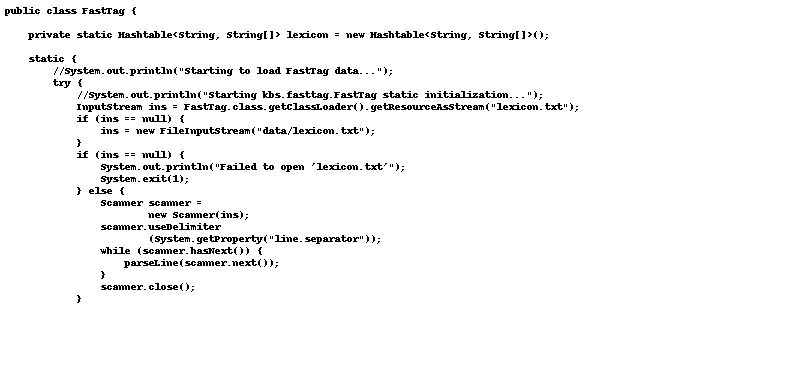 public class FastTag {
private static Hashtable<String, String[]> lexicon = new Hashtable<String, String[]>();
static {
//System.out.println("Starting to load FastTag data...");
try {
//System.out.println("Starting kbs.fasttag.FastTag static initialization...");
InputStream ins = FastTag.class.getClassLoader().getResourceAsStream("lexicon.txt");
if (ins == null) {
ins = new FileInputStream("data/lexicon.txt");
}
if (ins == null) {
System.out.println("Failed to open 'lexicon.txt'");
System.exit(1);
} else {
Scanner scanner =
new Scanner(ins);
scanner.useDelimiter
(System.getProperty("line.separator"));
while (scanner.hasNext()) {
parseLine(scanner.next());
}
scanner.close();
}